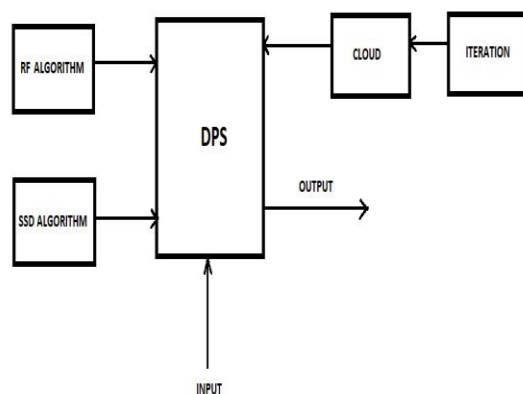 RF ALGORITHM
DPS
CLOUD
ITERATION
SSD ALGORITHM
OUTPUT
INPUT